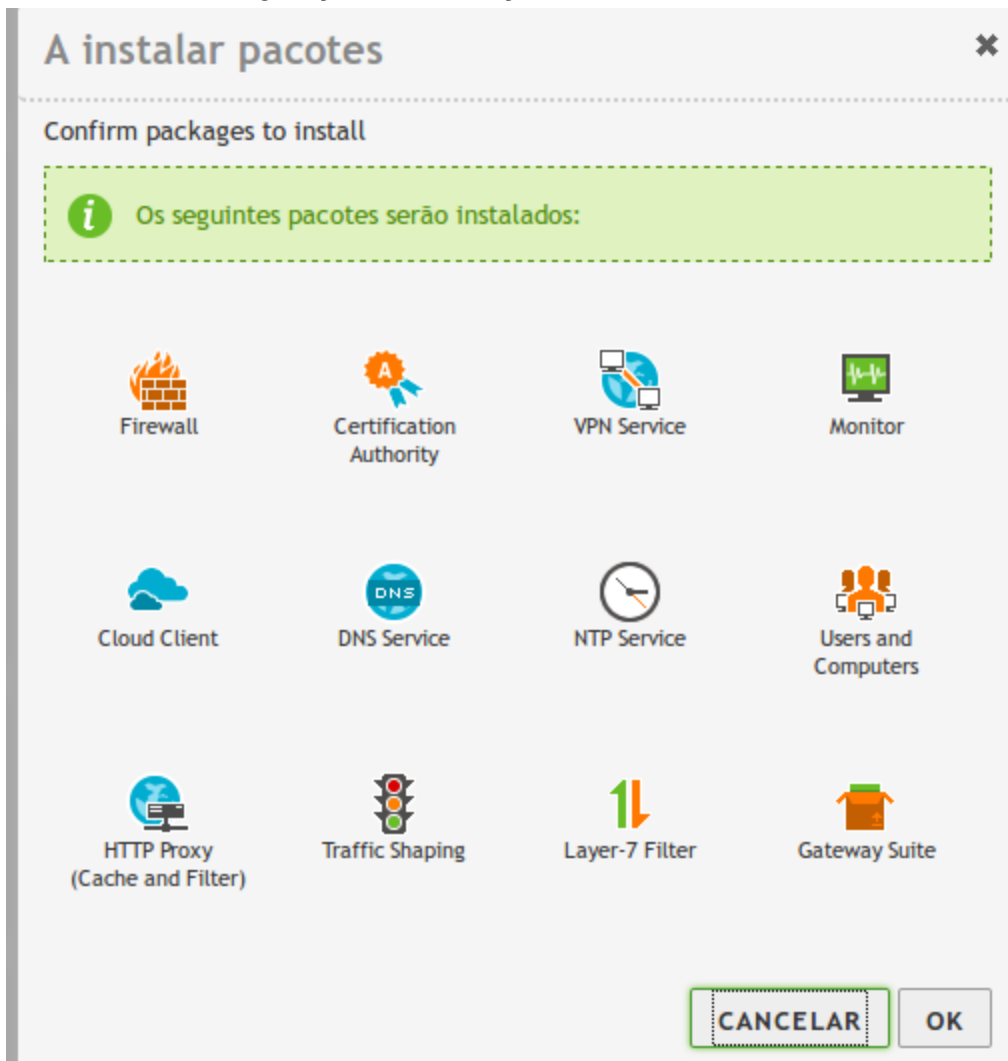 A instalar pacotes
Confirm packages to install
Os seguintes pacotes serão instalados:
Firewall
Certification
Authority
VPN Service
Monitor
Cloud Client
DNS
DNS Service
NTP Service
Users and
Computers
HTTP Proxy
(Cache and Filter)
Traffic Shaping
Layer-7 Filter
Gateway Suite
CANCELAR
OK